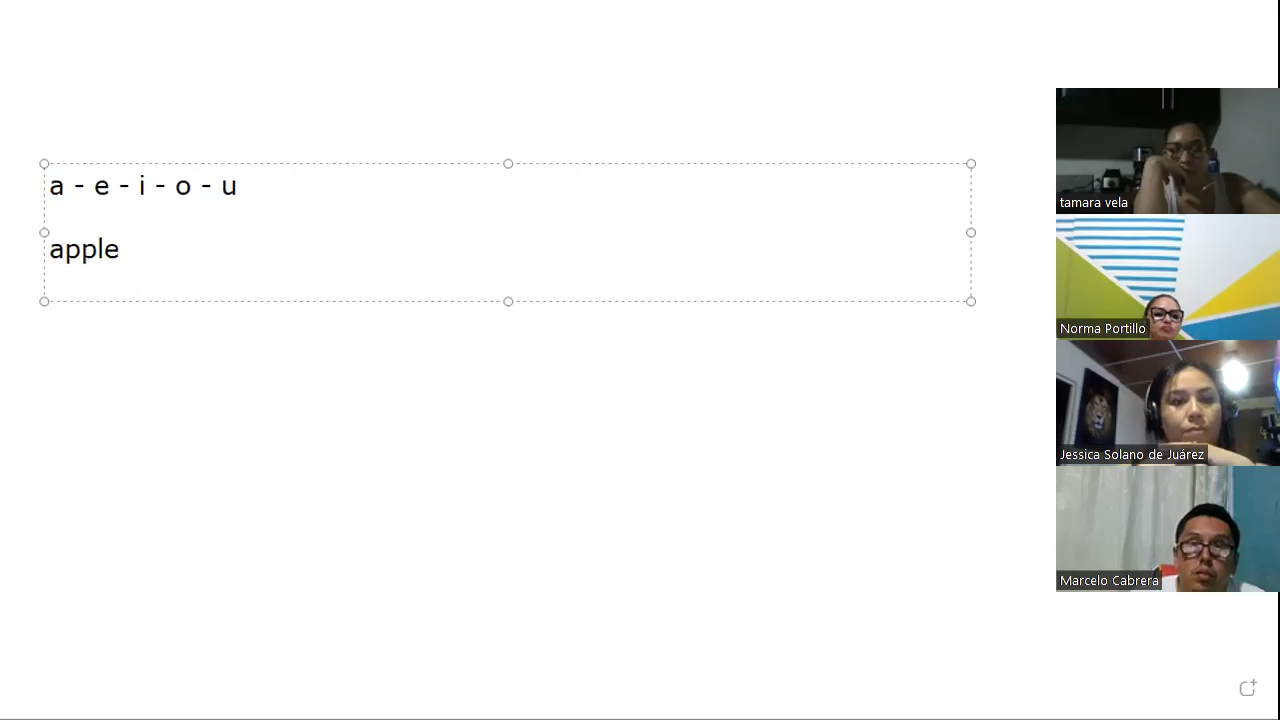 a - e - i - o - u
apple
tamara vela
Norma Portillo
Jessica Solano de Juárez
Marcelo Cabrera